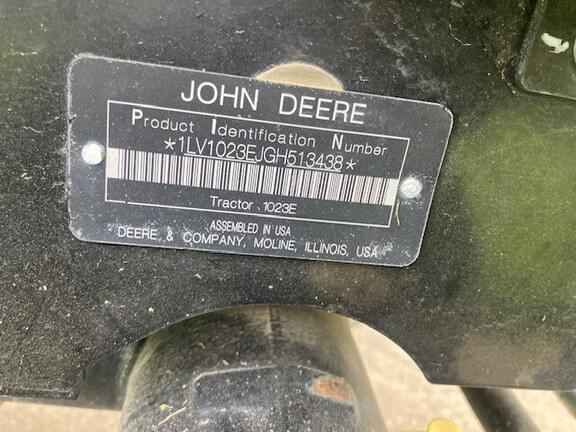 JOHN DEERE
Product Identification Number
*1LV1023EJGH513438*
Tractor 1023E
ASSEMBLED IN USA
DEERE & COMPANY, MOLINE, ILLINOIS, USA